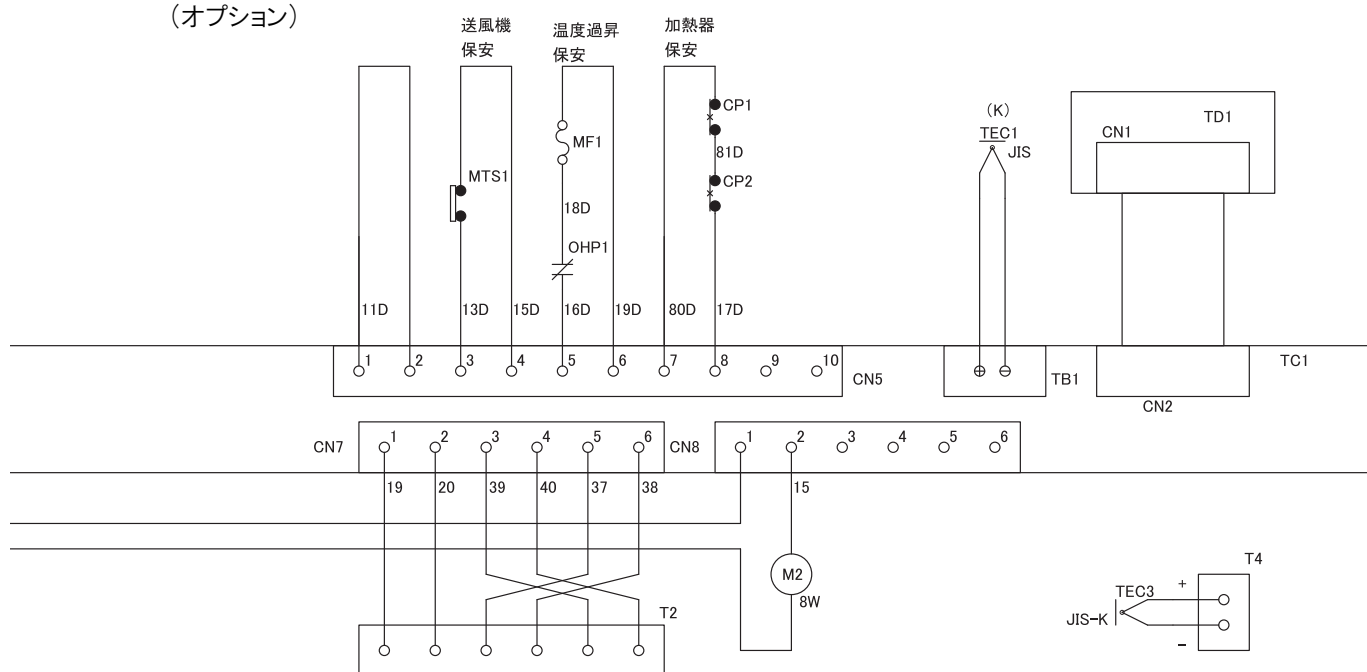 （オプション）
送風機
保安
温度過昇
保安
加熱器
保安
CP1
MF1
81D
MTS1
CP2
18D
OHP1
11D
13D
15D
16D
19D
80D
17D
(K)
TEC1
JIS
CN1
TD1
1 2 3 4 5 6 7 8 9 10
CN5
TB1
CN2
TC1
CN7
1 2 3 4 5 6
CN8
1 2 3 4 5 6
19
20
39
40
37
38
15
M2
8W
T2
T4
TEC3
+
JIS-K
-